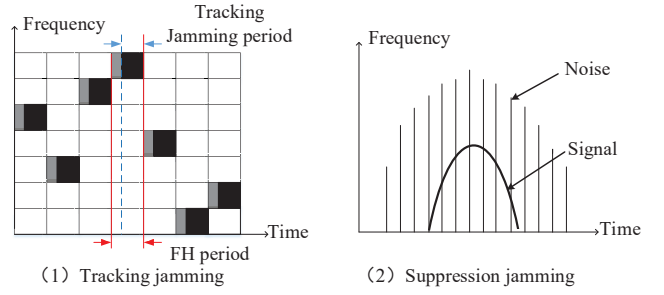 Frequency
Tracking
Jamming period
Time
FH period
（1）Tracking jamming
Frequency
Noise
Signal
Time
（2）Suppression jamming